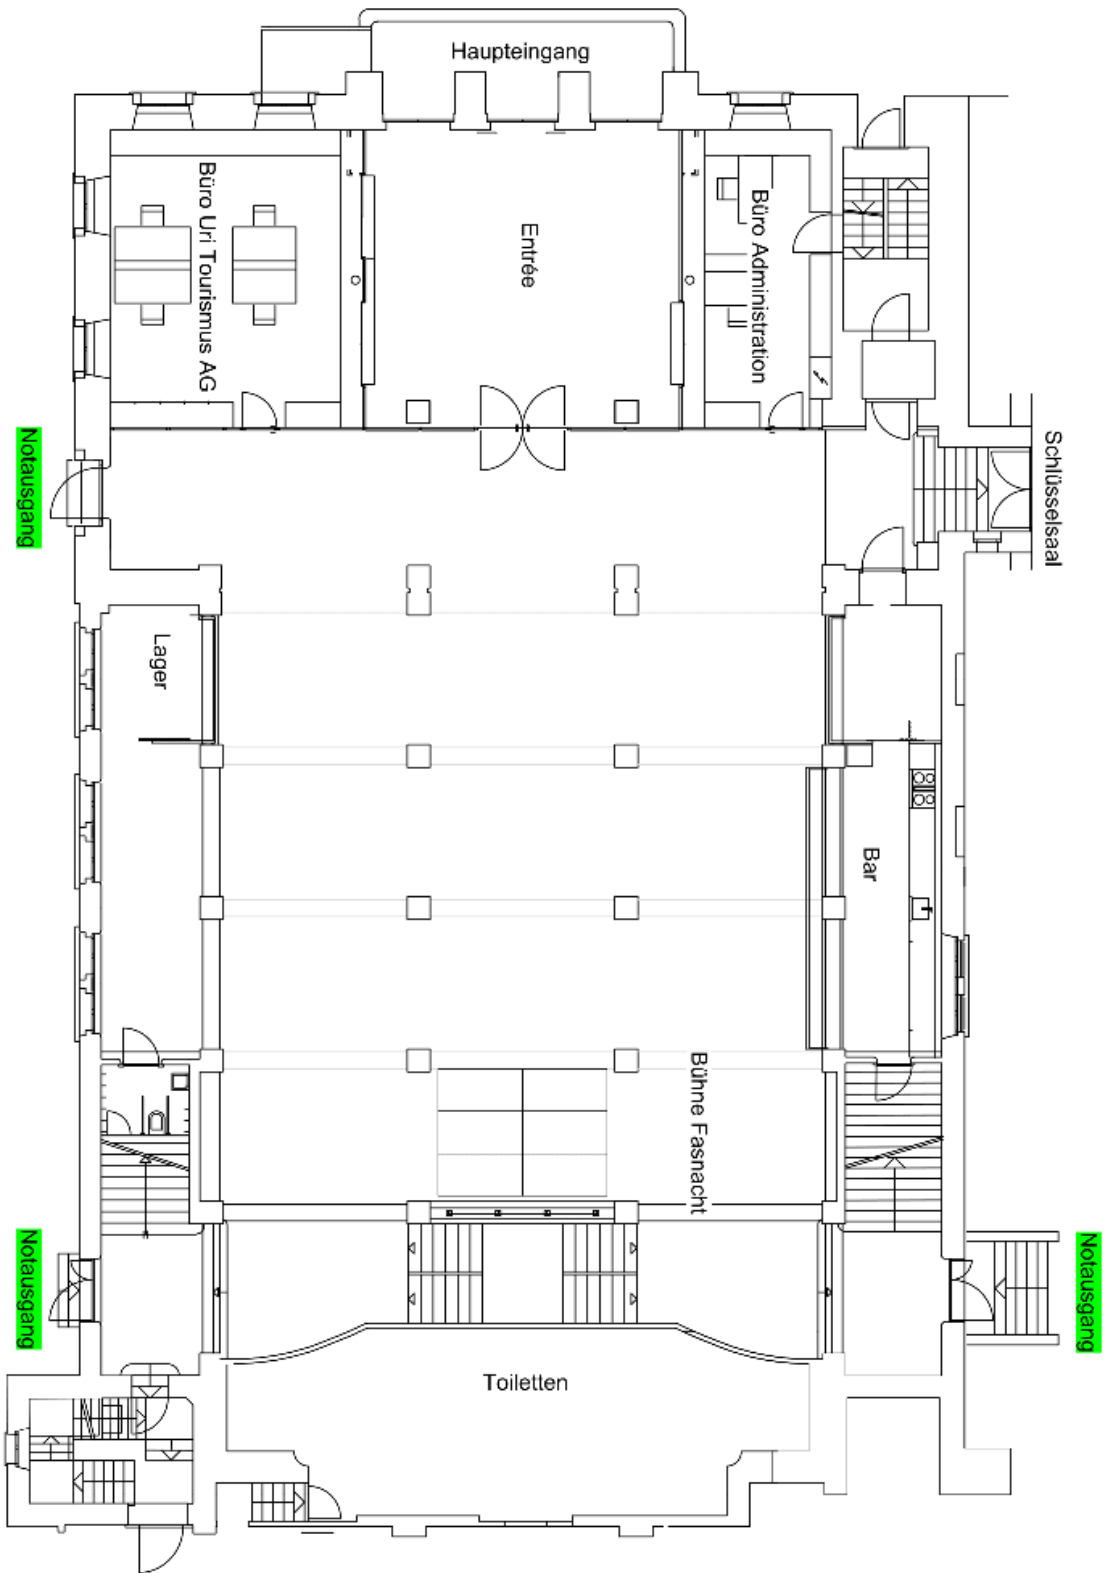 Haupteingang
Büro Uri Tourismus AG
Entrée
Büro Administration
Notausgang
Schlüsselsaal
Lager
Bar
Bühne Fasnacht
Notausgang
Notausgang
Toiletten